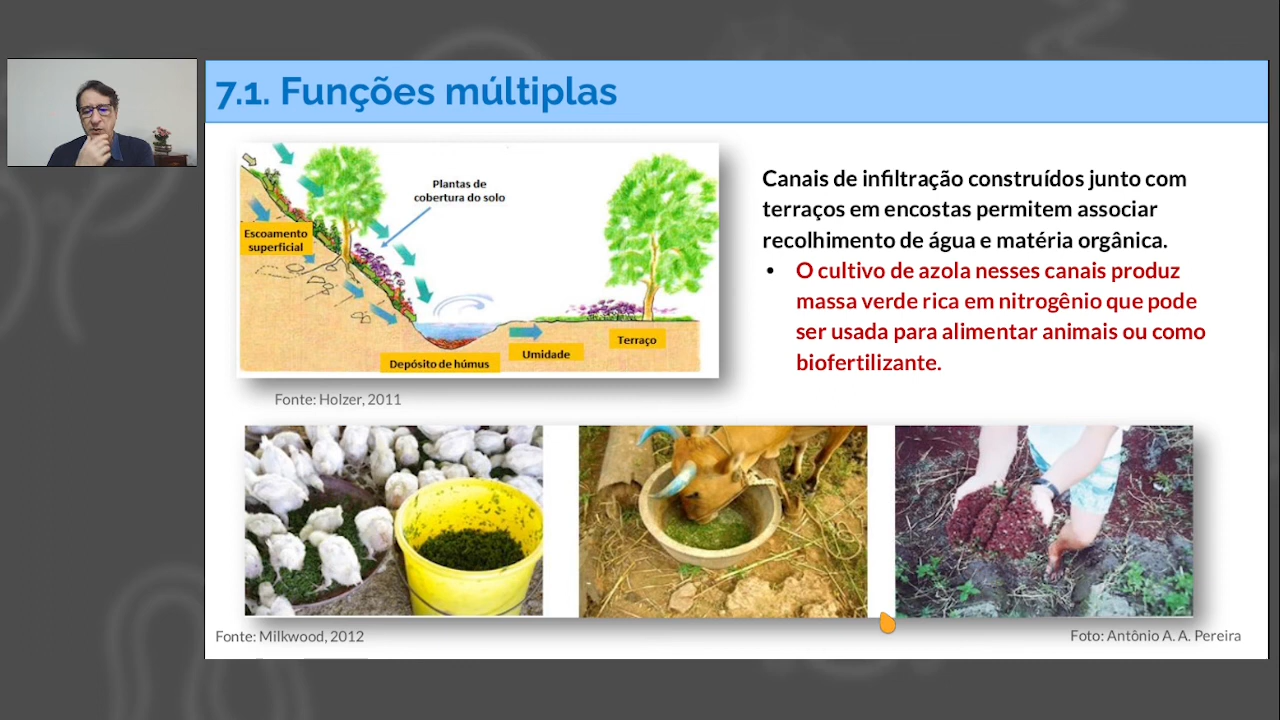 7.1. Funções múltiplas
Plantas de
cobertura do solo
Escoamento
superficial
Terraço
Umidade
Depósito de húmus
Fonte: Holzer, 2011
Canais de infiltração construídos junto com
terraços em encostas permitem associar
recolhimento de água e matéria orgânica.
• O cultivo de azola nesses canais produz
massa verde rica em nitrogênio que pode
ser usada para alimentar animais ou como
biofertilizante.
Fonte: Milkwood, 2012
Foto: Antônio A. A. Pereira